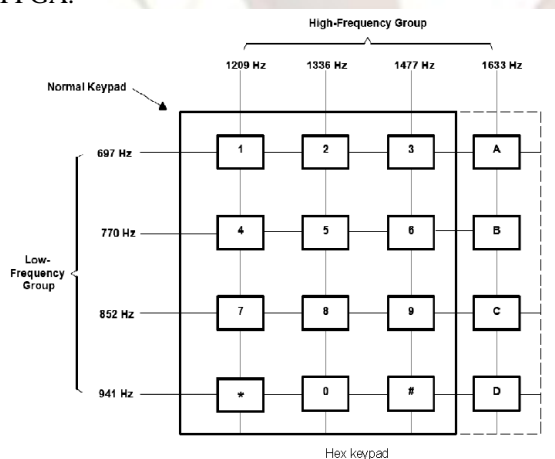 High-Frequency Group
1209 Hz 1336 Hz 1477 Hz 1633 Hz
Normal Keypad
697 Hz 1 2 3 A
770 Hz 4 5 6 B
Low-
Frequency
Group
852 Hz 7 8 9 C
941 Hz * 0 # D
Hex keypad